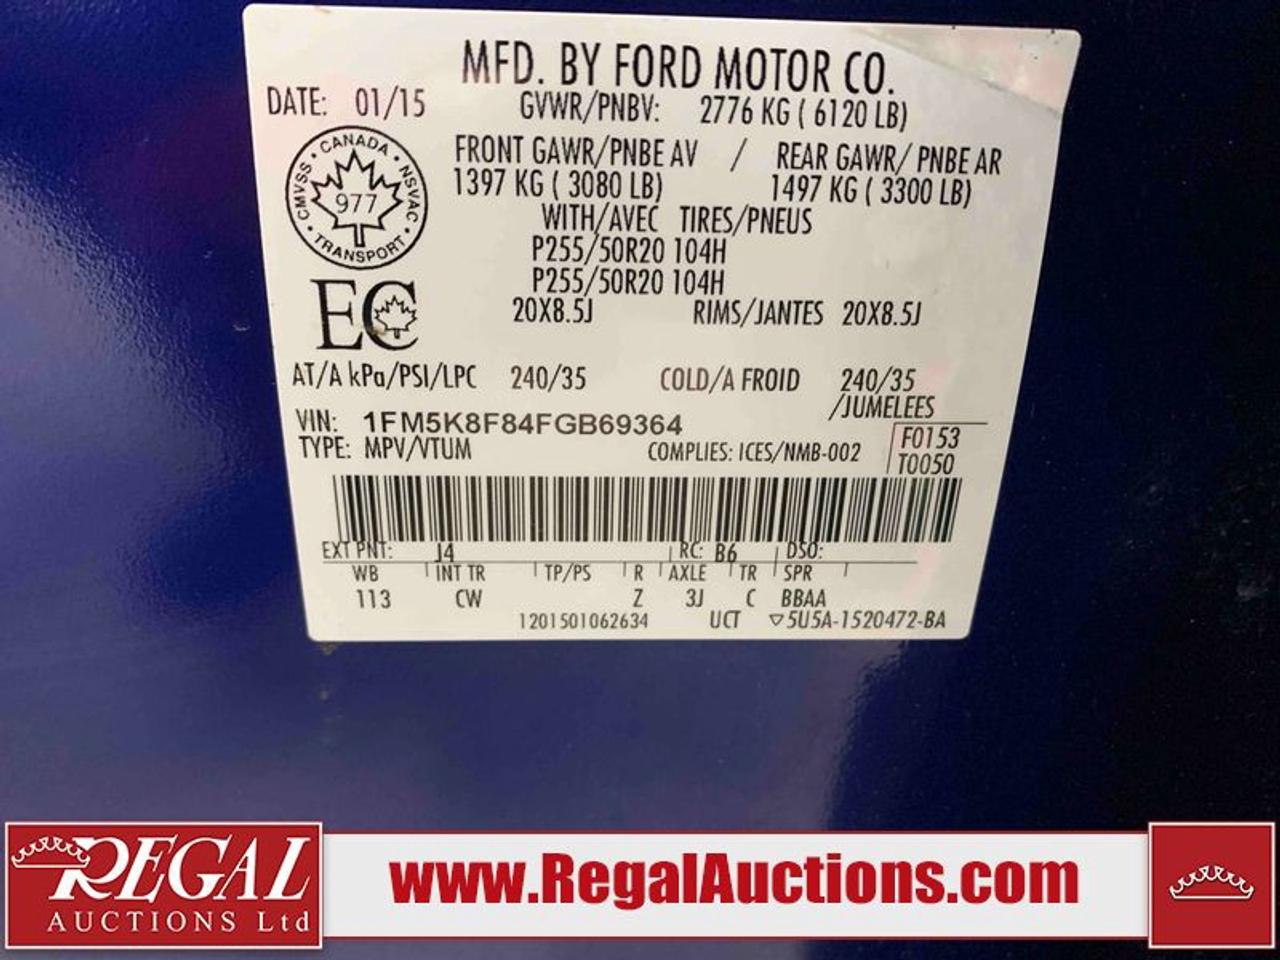 MFD. BY FORD MOTOR CO.
DATE: 01/15 GVWR/PNBV: 2776 KG ( 6120 LB)
FRONT GAWR/PNBE AV / REAR GAWR/ PNBE AR
1397 KG ( 3080 LB) 1497 KG ( 3300 LB)
CANADA
CMVSS · NSVAC
977
TRANSPORT
WITH/AVEC TIRES/PNEUS
P255/50R20 104H
P255/50R20 104H
EC
20X8.5J RIMS/JANTES 20X8.5J
AT/A kPa/PSI/LPC 240/35 COLD/A FROID 240/35
/JUMELEES
VIN: 1FM5K8F84FGB69364
TYPE: MPV/VTUM COMPLIES: ICES/NMB-002
F0153
T0050
EXT PNT: J4 RC: B6 DSO:
WB INT TR TP/PS R AXLE TR SPR
113 CW Z 3J C BBAA
1201501062634 UCT ▽5U5A-1520472-BA
REGAL
AUCTIONS Ltd
www.RegalAuctions.com